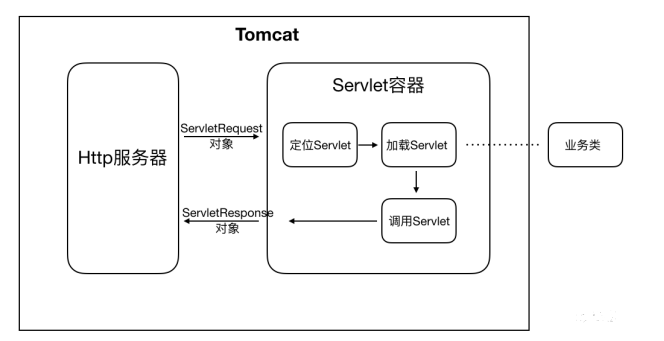 Tomcat
Servlet容器
Http服务器
ServletRequest
对象
定位Servlet
加载Servlet
业务类
ServletResponse
对象
调用Servlet